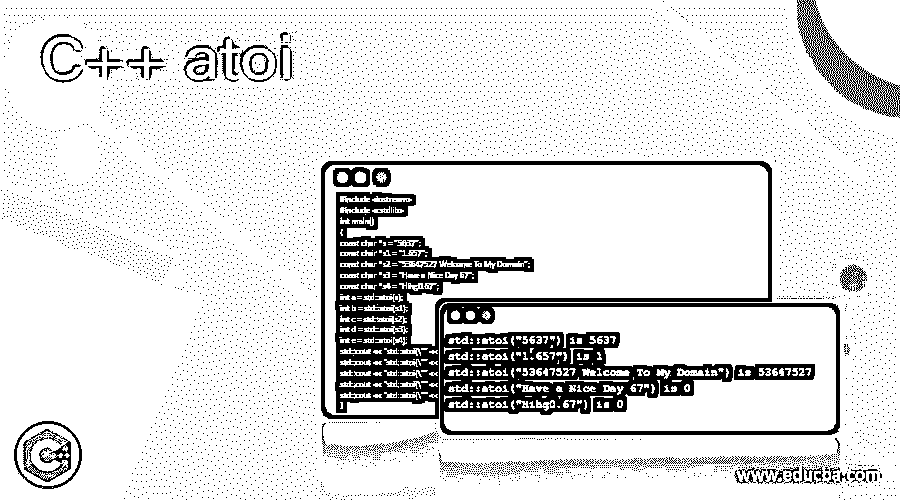 C++ atoi
#include <iostream>
#include <cstdlib>
int main()
{
const char *s = "5637";
const char *s1 = "1.657";
const char *s2 = "53647527 Welcome To My Domain";
const char *s3 = "Have a Nice Day 67";
const char *s4 = "Hihg0.67";
int a = std::atoi(s);
int b = std::atoi(s1);
int c = std::atoi(s2);
int d = std::atoi(s3);
int e = std::atoi(s4);
std::cout << "std::atoi(\"" <<
std::cout << "std::atoi(\"" <<
std::cout << "std::atoi(\"" <<
std::cout << "std::atoi(\"" <<
std::cout << "std::atoi(\"" <<
}
std::atoi("5637") is 5637
std::atoi("1.657") is 1
std::atoi("53647527 Welcome To My Domain") is 53647527
std::atoi("Have a Nice Day 67") is 0
std::atoi("Hihg0.67") is 0
www.educba.com